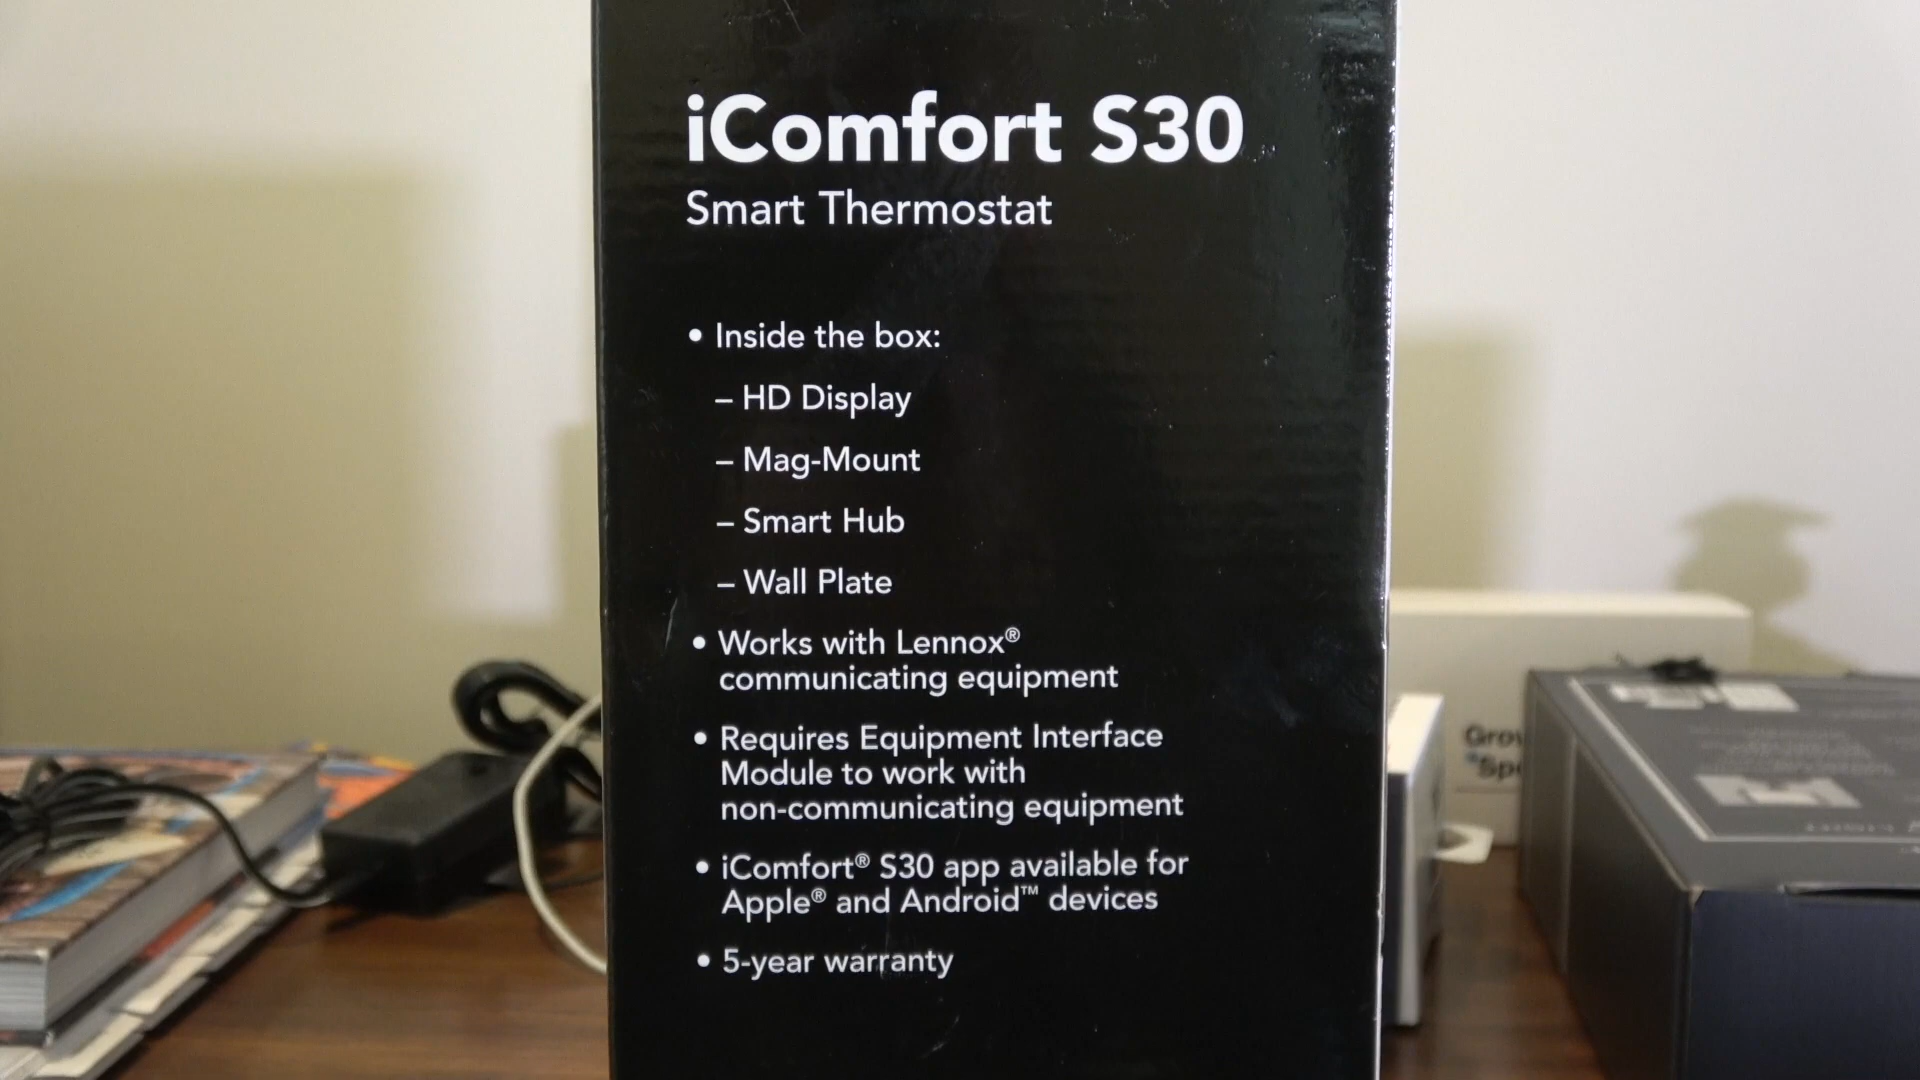 iComfort S30
Smart Thermostat
• Inside the box:
– HD Display
– Mag-Mount
– Smart Hub
– Wall Plate
• Works with Lennox®
communicating equipment
• Requires Equipment Interface
Module to work with
non-communicating equipment
• iComfort® S30 app available for
Apple® and Android™ devices
• 5-year warranty